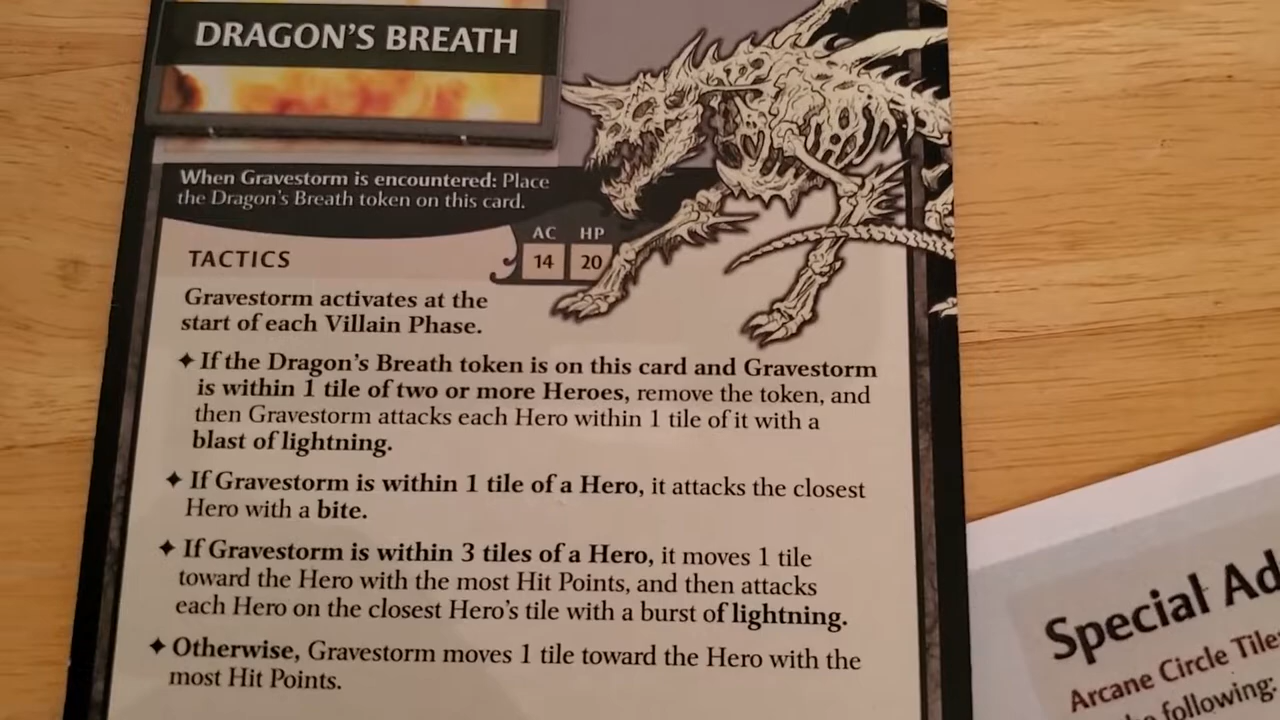 DRAGON'S BREATH
When Gravestorm is encountered: Place
the Dragon's Breath token on this card.
AC HP
14 20
TACTICS
Gravestorm activates at the
start of each Villain Phase.
✦ If the Dragon's Breath token is on this card and Gravestorm
is within 1 tile of two or more Heroes, remove the token, and
then Gravestorm attacks each Hero within 1 tile of it with a
blast of lightning.
✦ If Gravestorm is within 1 tile of a Hero, it attacks the closest
Hero with a bite.
✦ If Gravestorm is within 3 tiles of a Hero, it moves 1 tile
toward the Hero with the most Hit Points, and then attacks
each Hero on the closest Hero's tile with a burst of lightning.
✦ Otherwise, Gravestorm moves 1 tile toward the Hero with the
most Hit Points.
Special Ad
Arcane Circle Tile
following: